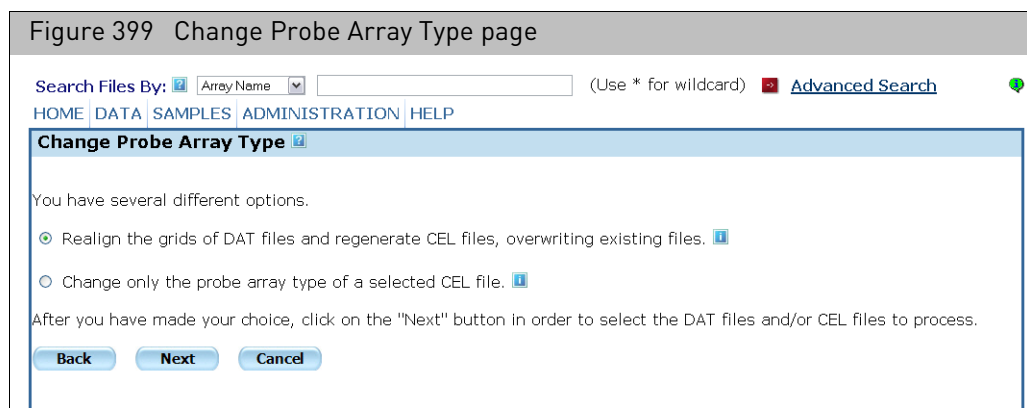 Figure 399 Change Probe Array Type page
Search Files By: ? Array Name (Use * for wildcard) Advanced Search
HOME DATA SAMPLES ADMINISTRATION HELP
Change Probe Array Type ?
You have several different options.
Realign the grids of DAT files and regenerate CEL files, overwriting existing files. i
Change only the probe array type of a selected CEL file. i
After you have made your choice, click on the "Next" button in order to select the DAT files and/or CEL files to process.
Back Next Cancel